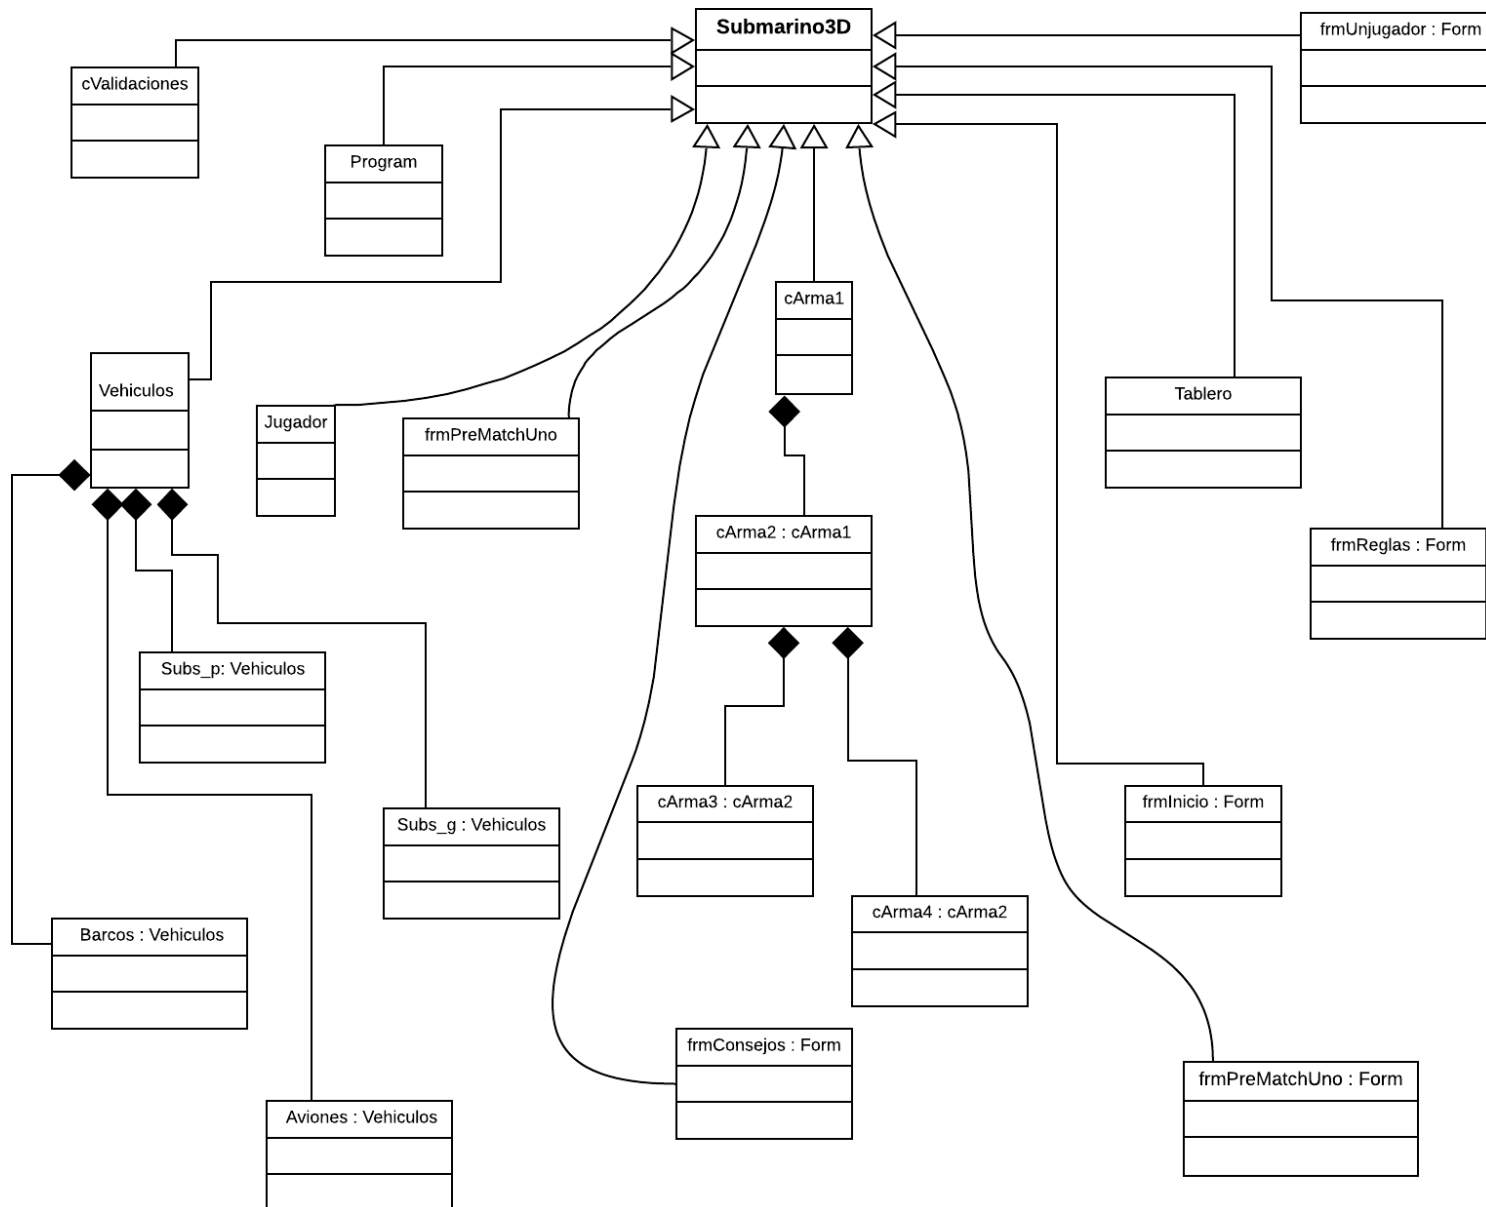 Submarino3D
frmUnjugador : Form
cValidaciones
Program
cArma1
Vehiculos
Jugador
frmPreMatchUno
Tablero
cArma2 : cArma1
frmReglas : Form
Subs_p: Vehiculos
cArma3 : cArma2
frmInicio : Form
Subs_g : Vehiculos
cArma4 : cArma2
Barcos : Vehiculos
frmConsejos : Form
frmPreMatchUno : Form
Aviones : Vehiculos